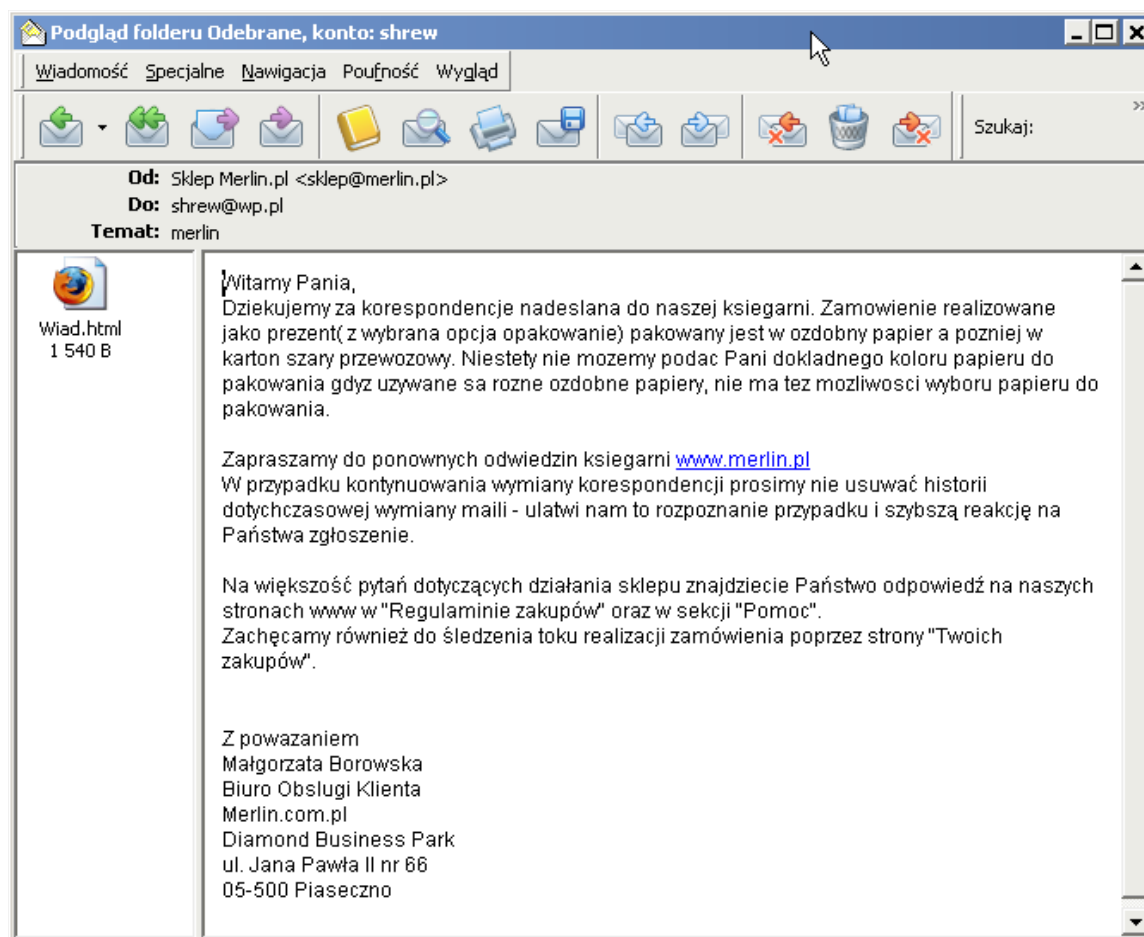 Podgląd folderu Odebrane, konto: shrew
Wiadomość Specjalne Nawigacja Poufność Wygląd
Szukaj:
Od: Sklep Merlin.pl <sklep@merlin.pl>
Do: shrew@wp.pl
Temat: merlin
Wiad.html
1 540 B
Witamy Pania,
Dziekujemy za korespondencje nadeslana do naszej ksiegarni. Zamowienie realizowane
jako prezent( z wybrana opcja opakowanie) pakowany jest w ozdobny papier a pozniej w
karton szary przewozowy. Niestety nie mozemy podac Pani dokladnego koloru papieru do
pakowania gdyz uzywane sa rozne ozdobne papiery, nie ma tez mozliwosci wyboru papieru do
pakowania.
Zapraszamy do ponownych odwiedzin ksiegarni www.merlin.pl
W przypadku kontynuowania wymiany korespondencji prosimy nie usuwać historii
dotychczasowej wymiany maili - ulatwi nam to rozpoznanie przypadku i szybszą reakcję na
Państwa zgłoszenie.
Na większość pytań dotyczących działania sklepu znajdziecie Państwo odpowiedź na naszych
stronach www w "Regulaminie zakupów" oraz w sekcji "Pomoc".
Zachęcamy również do śledzenia toku realizacji zamówienia poprzez strony "Twoich
zakupów".
Z powazaniem
Małgorzata Borowska
Biuro Obslugi Klienta
Merlin.com.pl
Diamond Business Park
ul. Jana Pawła II nr 66
05-500 Piaseczno